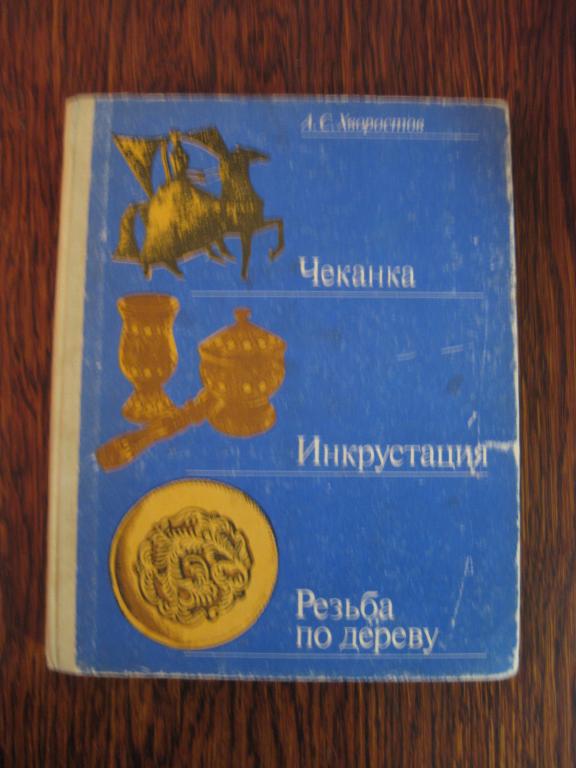 А. С. Хворостов
Чеканка
Инкрустация
Резьба
по дереву